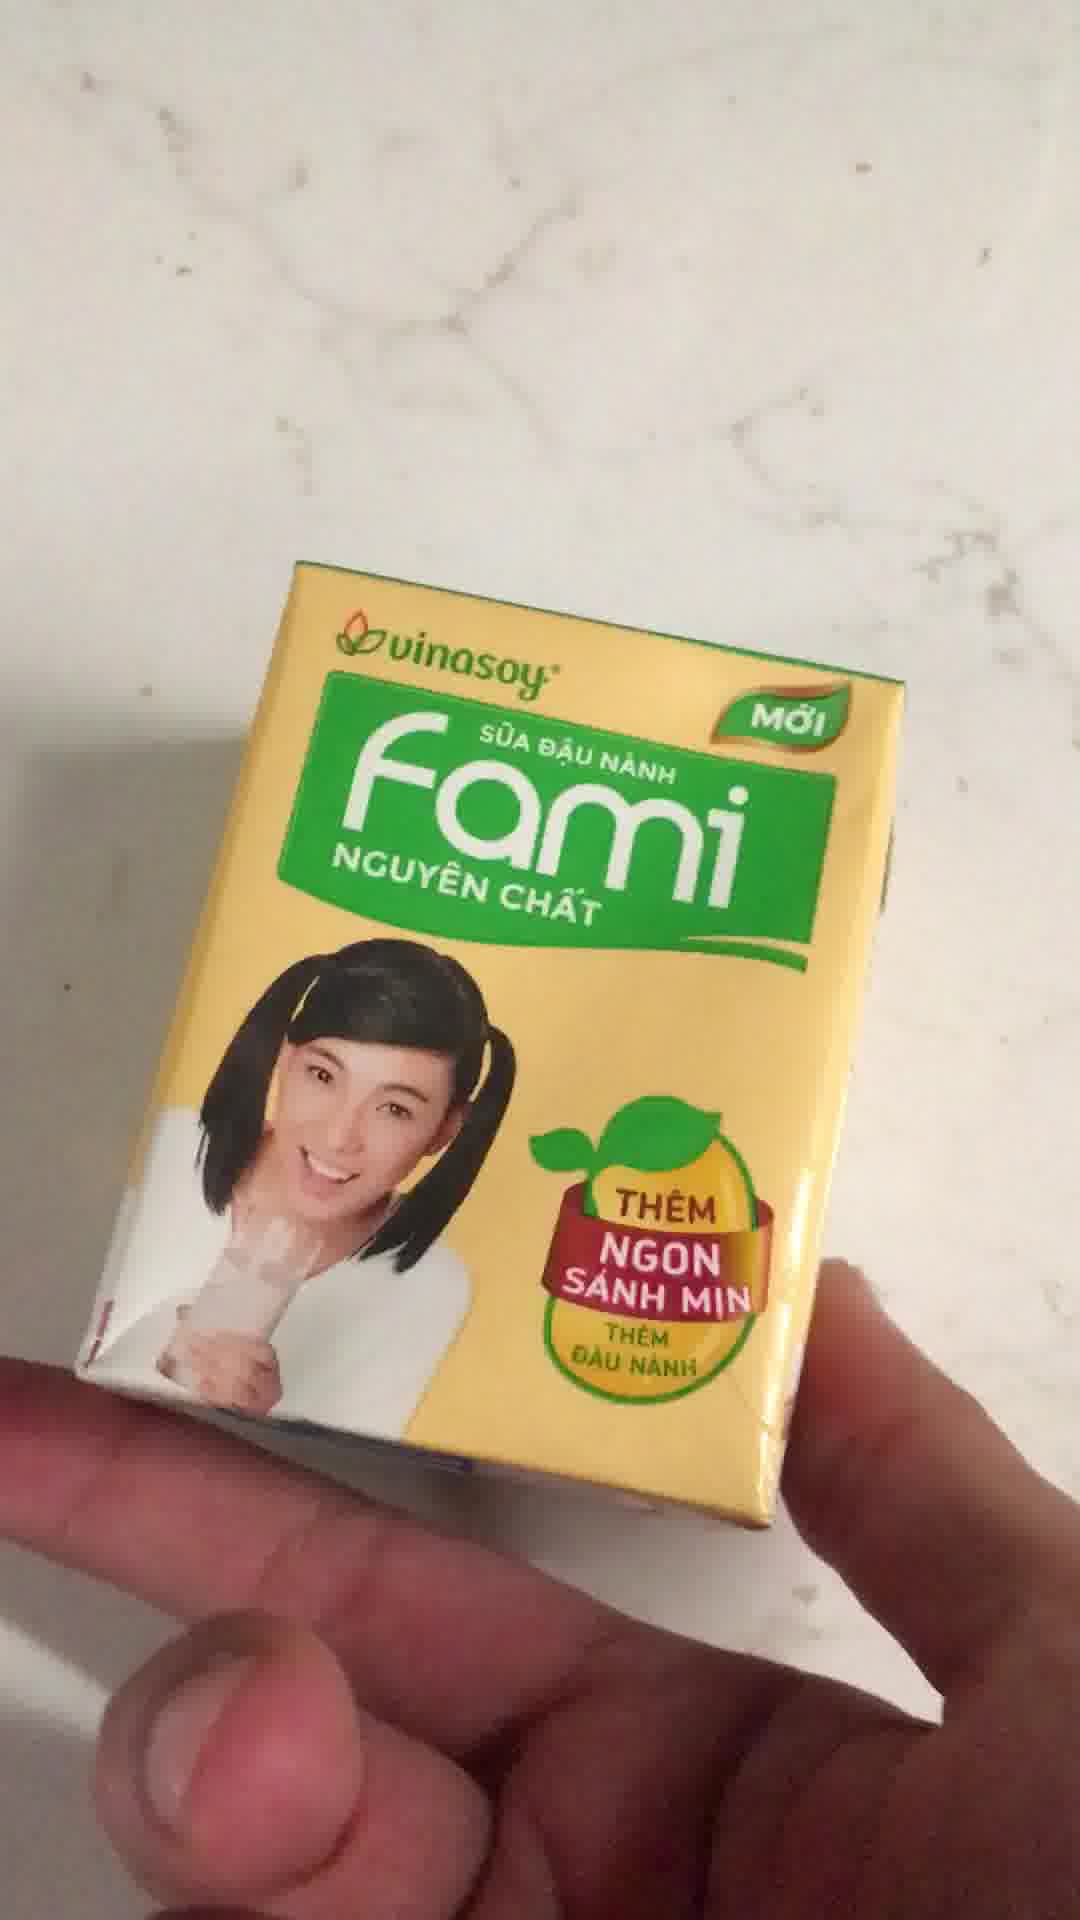 vinasoy
MỚI
SỮA ĐẬU NÀNH
Fami
NGUYÊN CHẤT
THÊM
NGON
SÁNH MỊN
THÊM
ĐẬU NÀNH